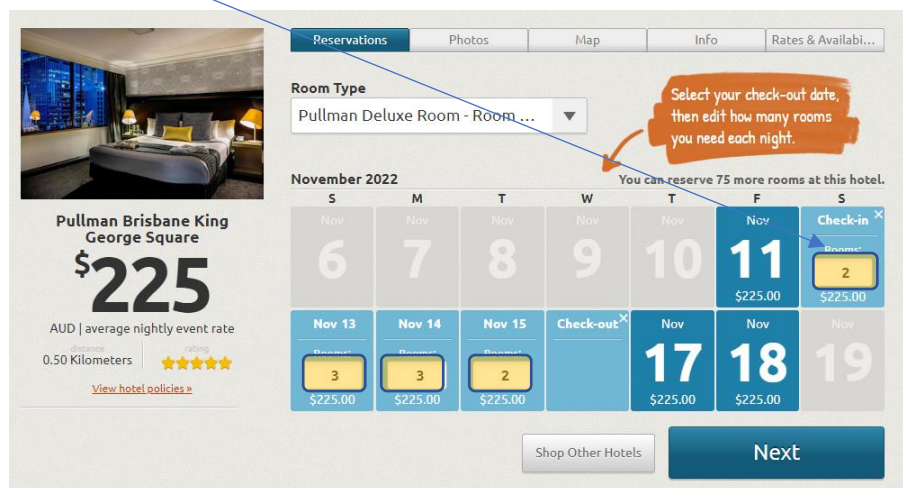 Reservations
Photos
Map
Info
Rates & Availabi...
Room Type
Pullman Deluxe Room - Room ...
Select your check-out date,
then edit how many rooms
you need each night.
November 2022
You can reserve 75 more rooms at this hotel.
S M T W T F S
Nov Nov Nov Nov Nov Nov Check-in ×
6 7 8 9 10 11 Rooms:
2
$225.00 $225.00
Nov 13 Nov 14 Nov 15 Check-out × Nov Nov Nov
Rooms: Rooms: Rooms: 17 18 19
3 3 2
$225.00 $225.00 $225.00 $225.00 $225.00
Pullman Brisbane King
George Square
$225
AUD | average nightly event rate
distance rating
0.50 Kilometers
View hotel policies »
Shop Other Hotels
Next